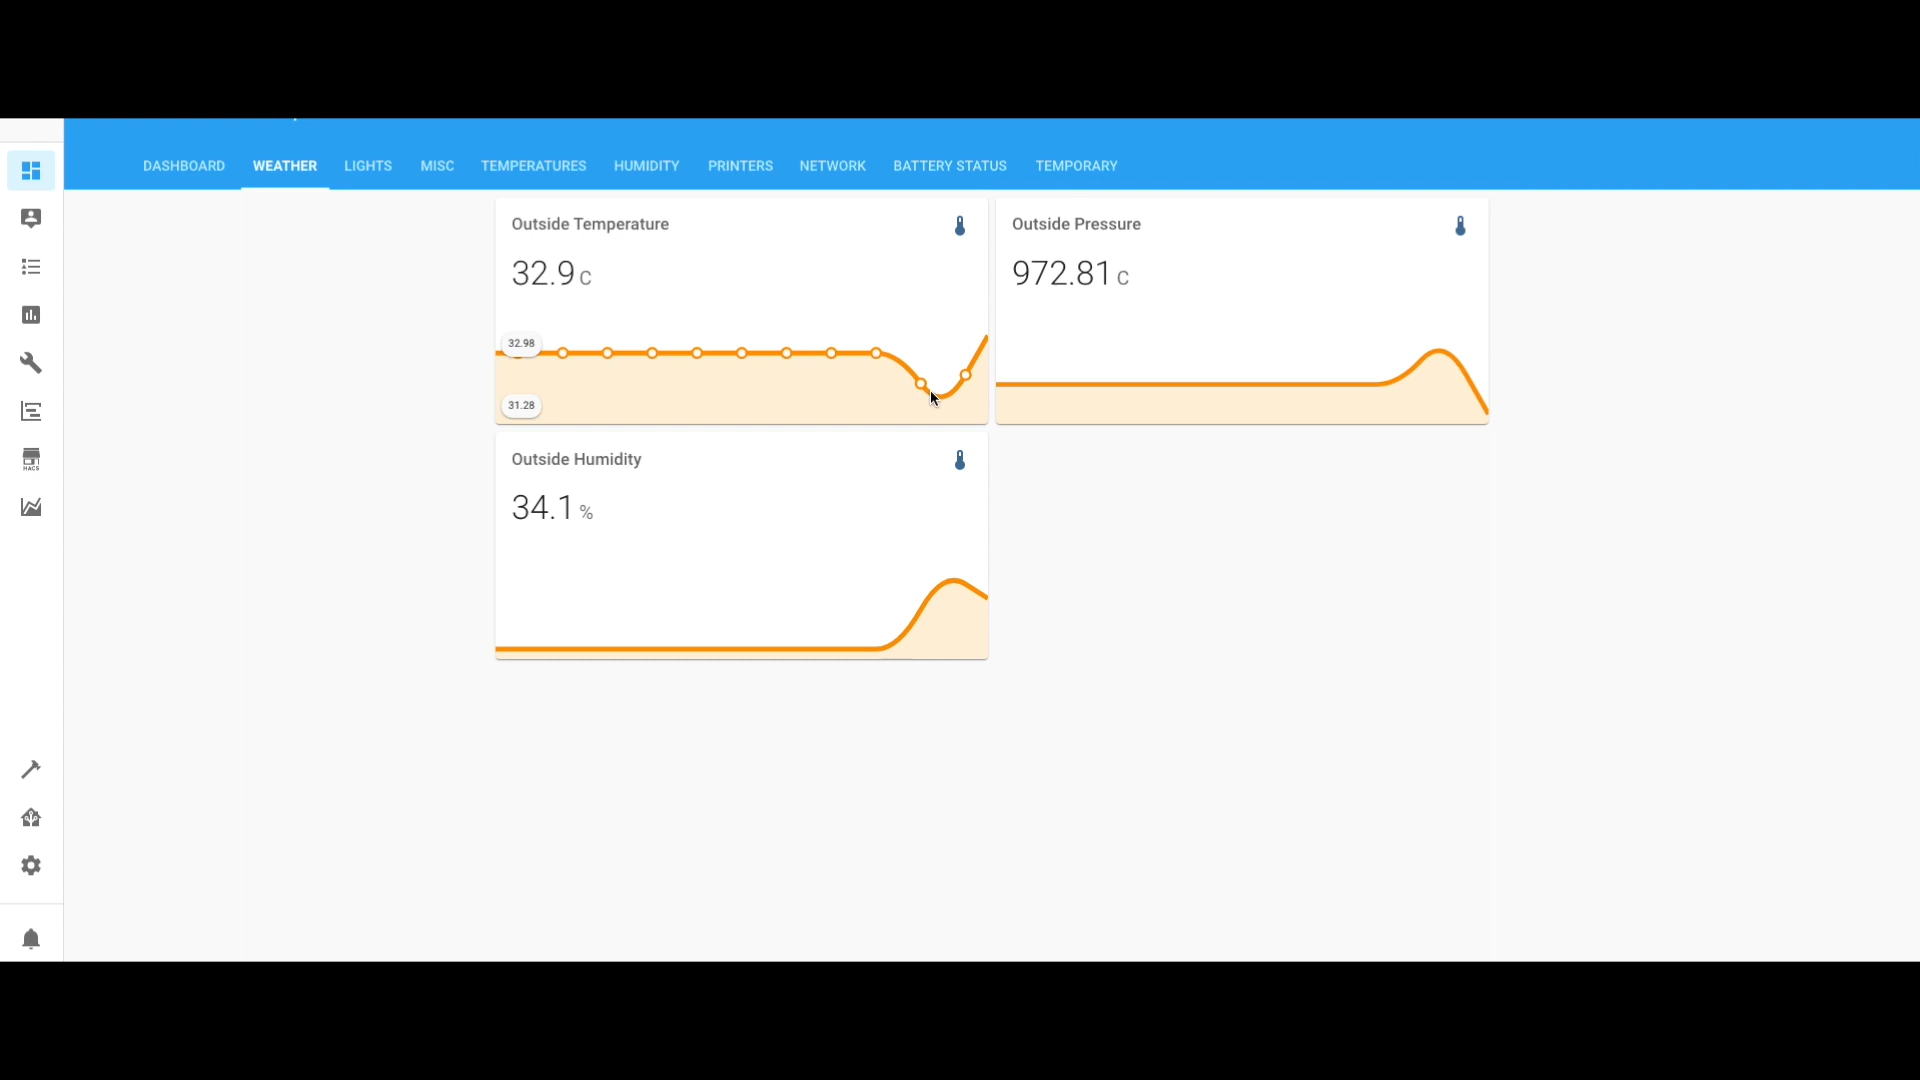 DASHBOARD WEATHER LIGHTS MISC TEMPERATURES HUMIDITY PRINTERS NETWORK BATTERY STATUS TEMPORARY
Outside Temperature
32.9 C
32.98
31.28
Outside Pressure
972.81 C
Outside Humidity
34.1 %
HACS